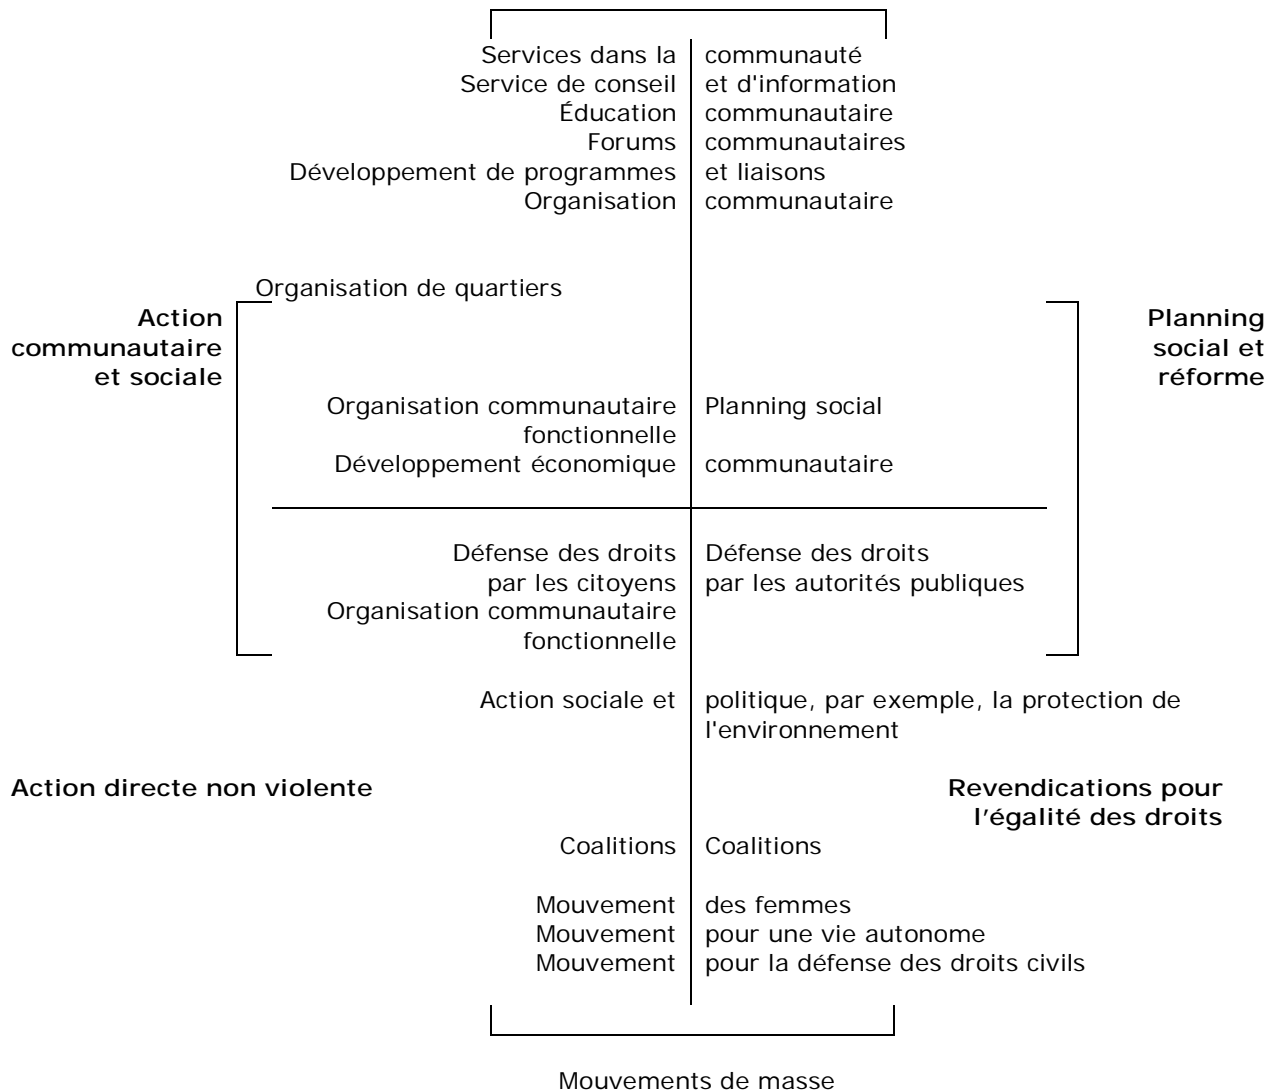 Services dans la communauté
Service de conseil et d'information
Éducation communautaire
Forums communautaires
Développement de programmes et liaisons
Organisation communautaire
Organisation de quartiers
Action
communautaire
et sociale
Planning
social et
réforme
Organisation communautaire Planning social
fonctionnelle
Développement économique communautaire
Défense des droits
par les citoyens
Défense des droits
par les autorités publiques
Organisation communautaire
fonctionnelle
Action sociale et politique, par exemple, la protection de
l'environnement
Action directe non violente
Revendications pour
l’égalité des droits
Coalitions Coalitions
Mouvement des femmes
Mouvement pour une vie autonome
Mouvement pour la défense des droits civils
Mouvements de masse